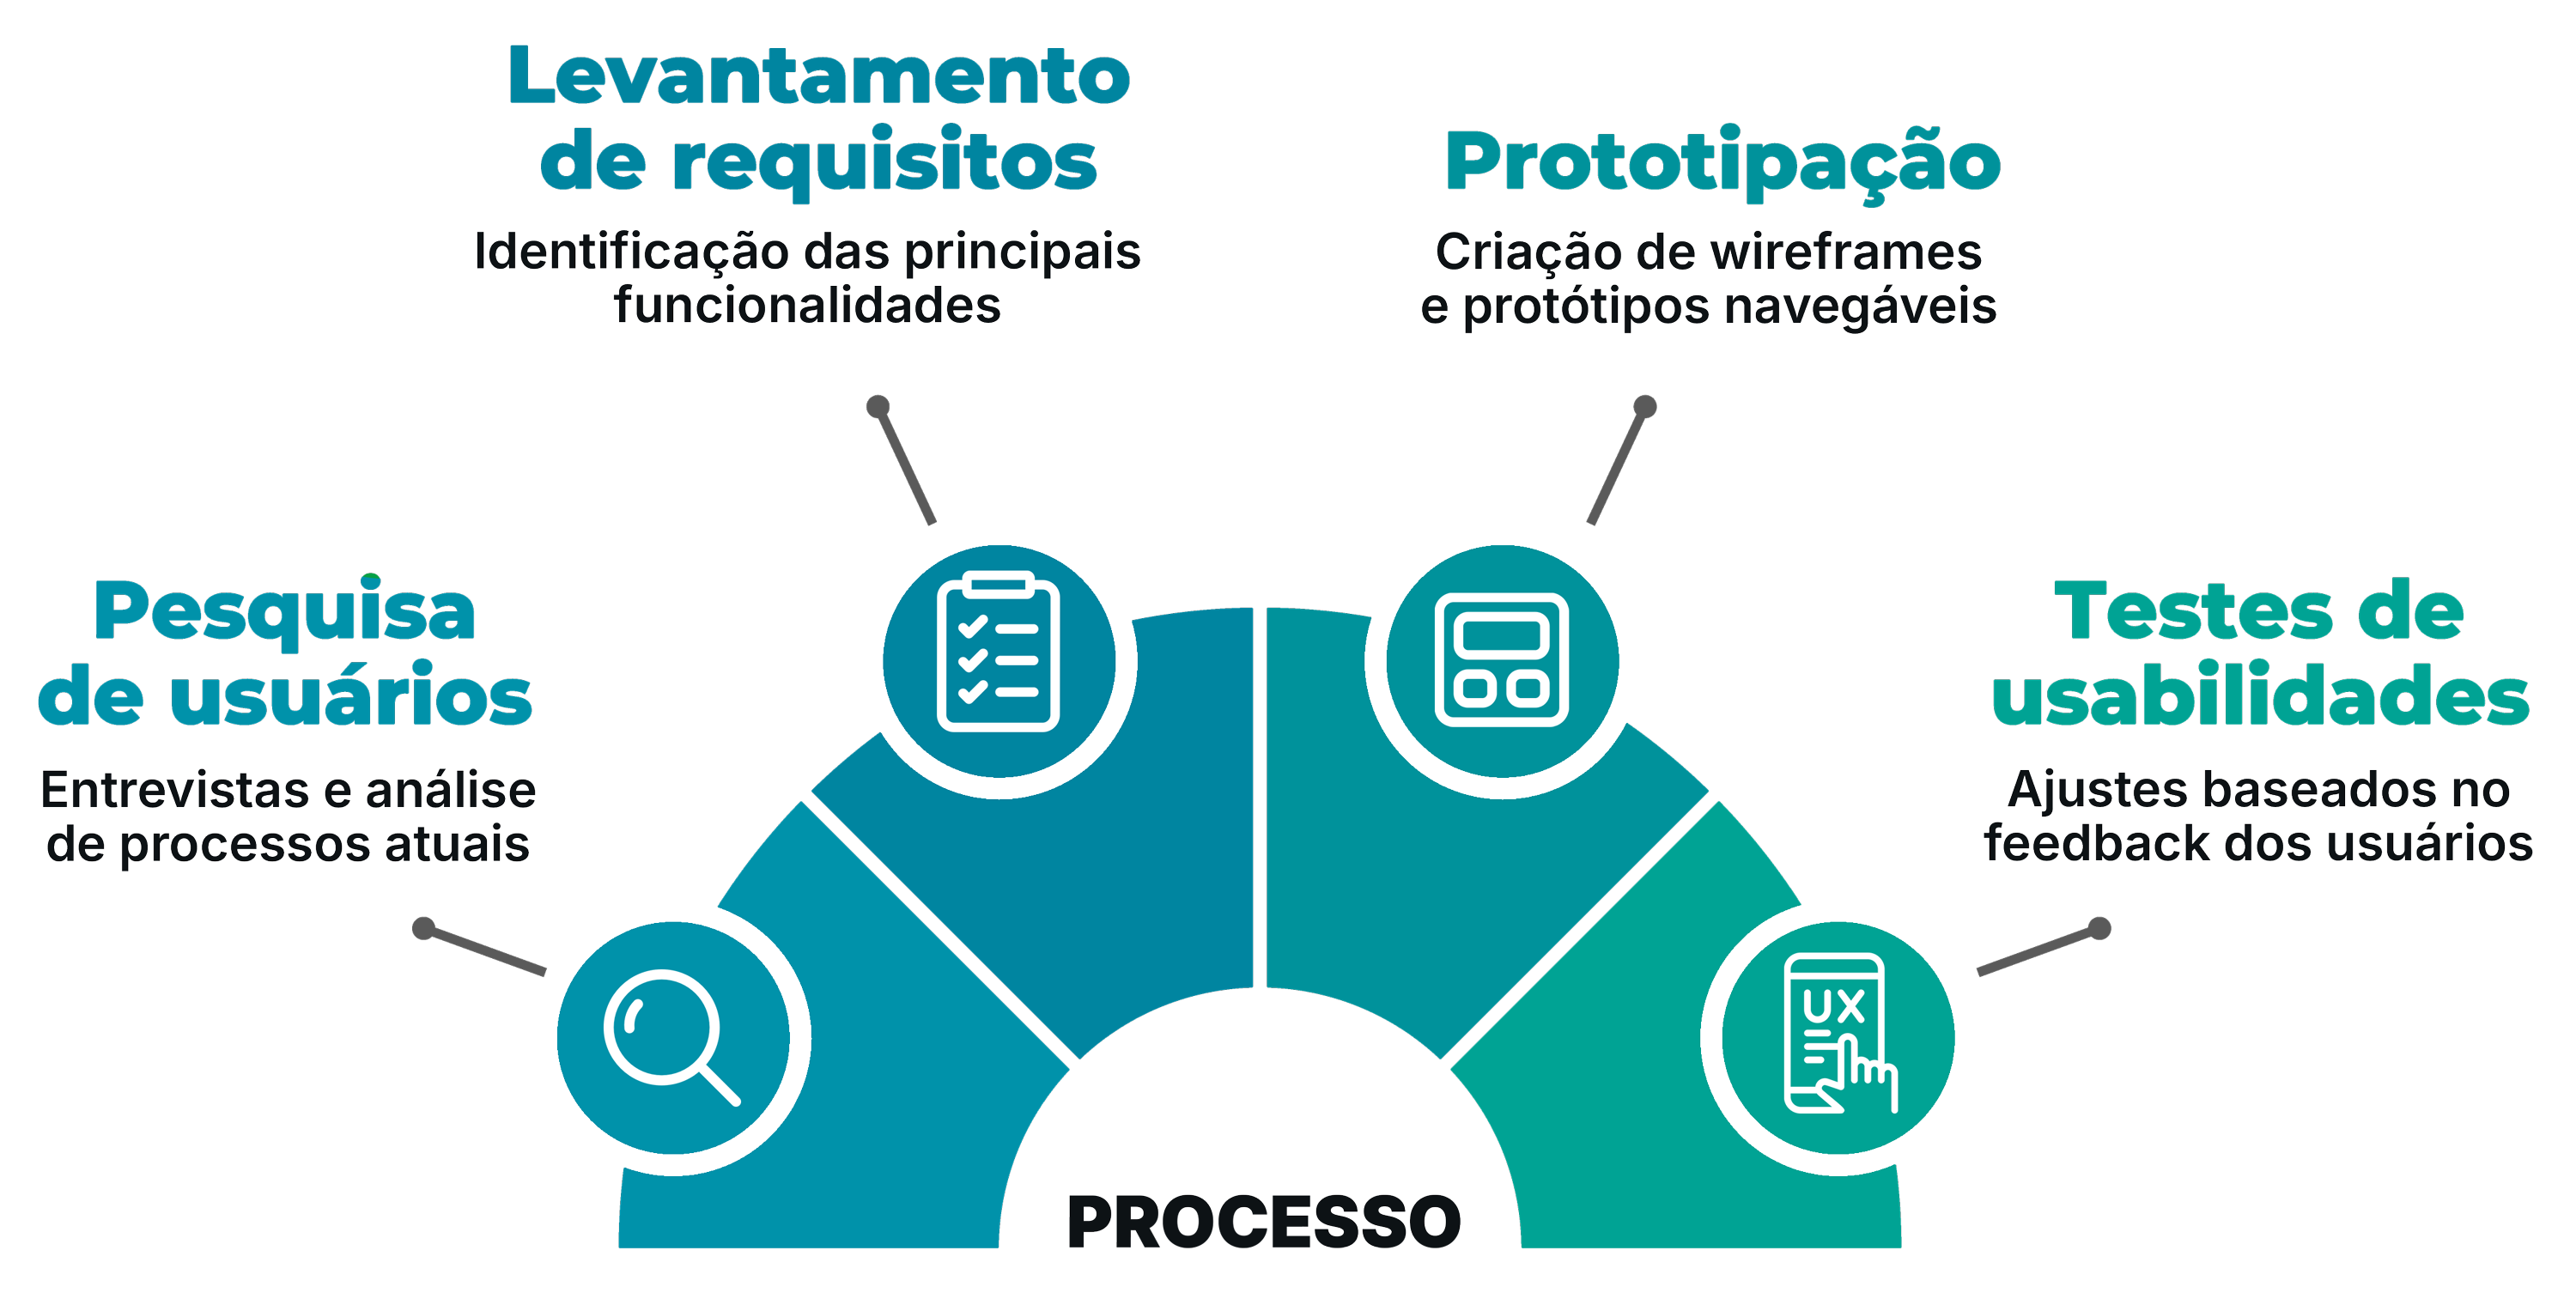 Levantamento
de requisitos
Identificação das principais
funcionalidades
Prototipação
Criação de wireframes
e protótipos navegáveis
Pesquisa
de usuários
Entrevistas e análise
de processos atuais
Testes de
usabilidades
Ajustes baseados no
feedback dos usuários
UX
PROCESSO